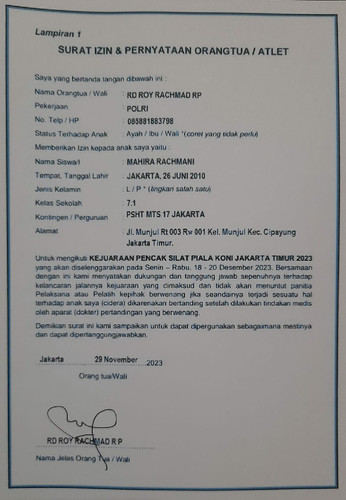 Lampiran 1
SURAT IZIN & PERNYATAAN ORANGTUA / ATLET
Saya yang bertanda tangan dibawah ini :
Nama Orangtua / Wali : RD ROY RACHMAD RP
Pekerjaan : POLRI
No. Telp / HP : 085881883798
Status Terhadap Anak : Ayah / Ibu / Wali *(coret yang tidak perlu)
Memberikan Izin kepada anak saya yaitu :
Nama Siswa/i : MAHIRA RACHMANI
Tempat, Tanggal Lahir : JAKARTA, 26 JUNI 2010
Jenis Kelamin : L / P * (lingkari salah satu)
Kelas Sekolah : 7.1
Kontingen / Perguruan : PSHT MTS 17 JAKARTA
Alamat : Jl. Munjul Rt 003 Rw 001 Kel. Munjul Kec. Cipayung
Jakarta Timur.
Untuk mengikuti KEJUARAAN PENCAK SILAT PIALA KONI JAKARTA TIMUR 2023
yang akan diselenggarakan pada Senin – Rabu, 18 - 20 Desember 2023. Bersamaan
dengan ini kami menyatakan dukungan dan tanggung jawab sepenuhnya terhadap
kelancaran jalannya kejuaraan yang dimaksud dan tidak akan menuntut panitia
Pelaksana atau Pelatih kepihak berwenang jika seandainya terjadi sesuatu hal
terhadap anak saya (cidera) dikarenakan bertanding setelah dilakukan tindakan medis
oleh aparat (dokter) pertandingan yang berwenang.
Demikian surat ini kami sampaikan untuk dapat dipergunakan sebagaimana mestinya
dan dapat dipertanggungjawabkan.
Jakarta 29 November 2023
Orang tua/Wali
RD ROY RACHMAD R P
Nama Jelas Orang Tua / Wali